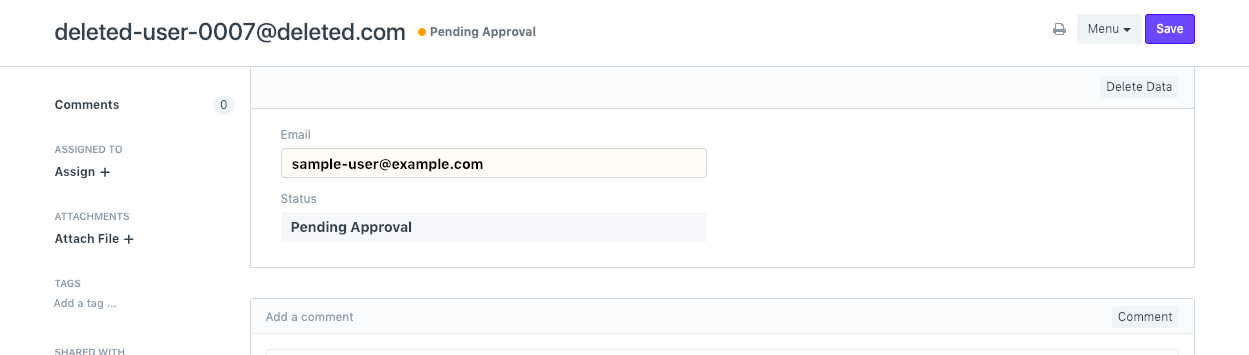 deleted-user-0007@deleted.com Pending Approval Menu Save
Comments 0
Delete Data
ASSIGNED TO
Assign +
ATTACHMENTS
Attach File +
TAGS
Add a tag ...
SHARED WITH
Email
sample-user@example.com
Status
Pending Approval
Add a comment Comment